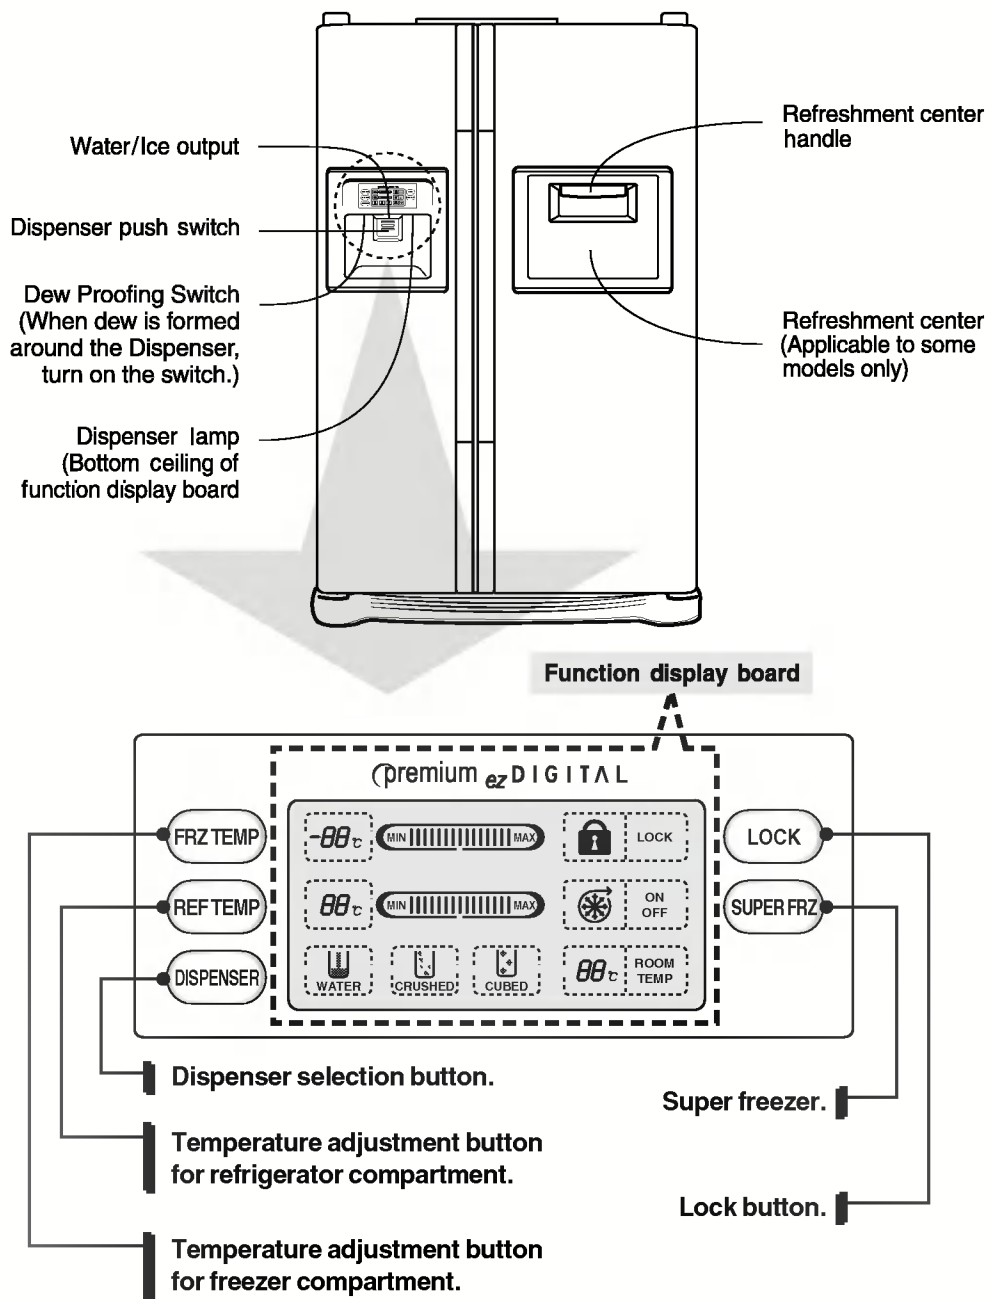 Water/Ice output
Dispenser push switch
Dew Proofing Switch
(When dew is formed
around the Dispenser,
turn on the switch.)
Dispenser lamp
(Bottom ceiling of
function display board
Refreshment center
handle
Refreshment center
(Applicable to some
models only)
Function display board
premium ez DIGITAL
FRZ TEMP
-88 °C
MIN MAX
LOCK
LOCK
REF TEMP
88 °C
MIN MAX
ON
OFF
SUPER FRZ
DISPENSER
WATER
CRUSHED
CUBED
88 °C
ROOM
TEMP
Dispenser selection button.
Super freezer.
Temperature adjustment button
for refrigerator compartment.
Lock button.
Temperature adjustment button
for freezer compartment.